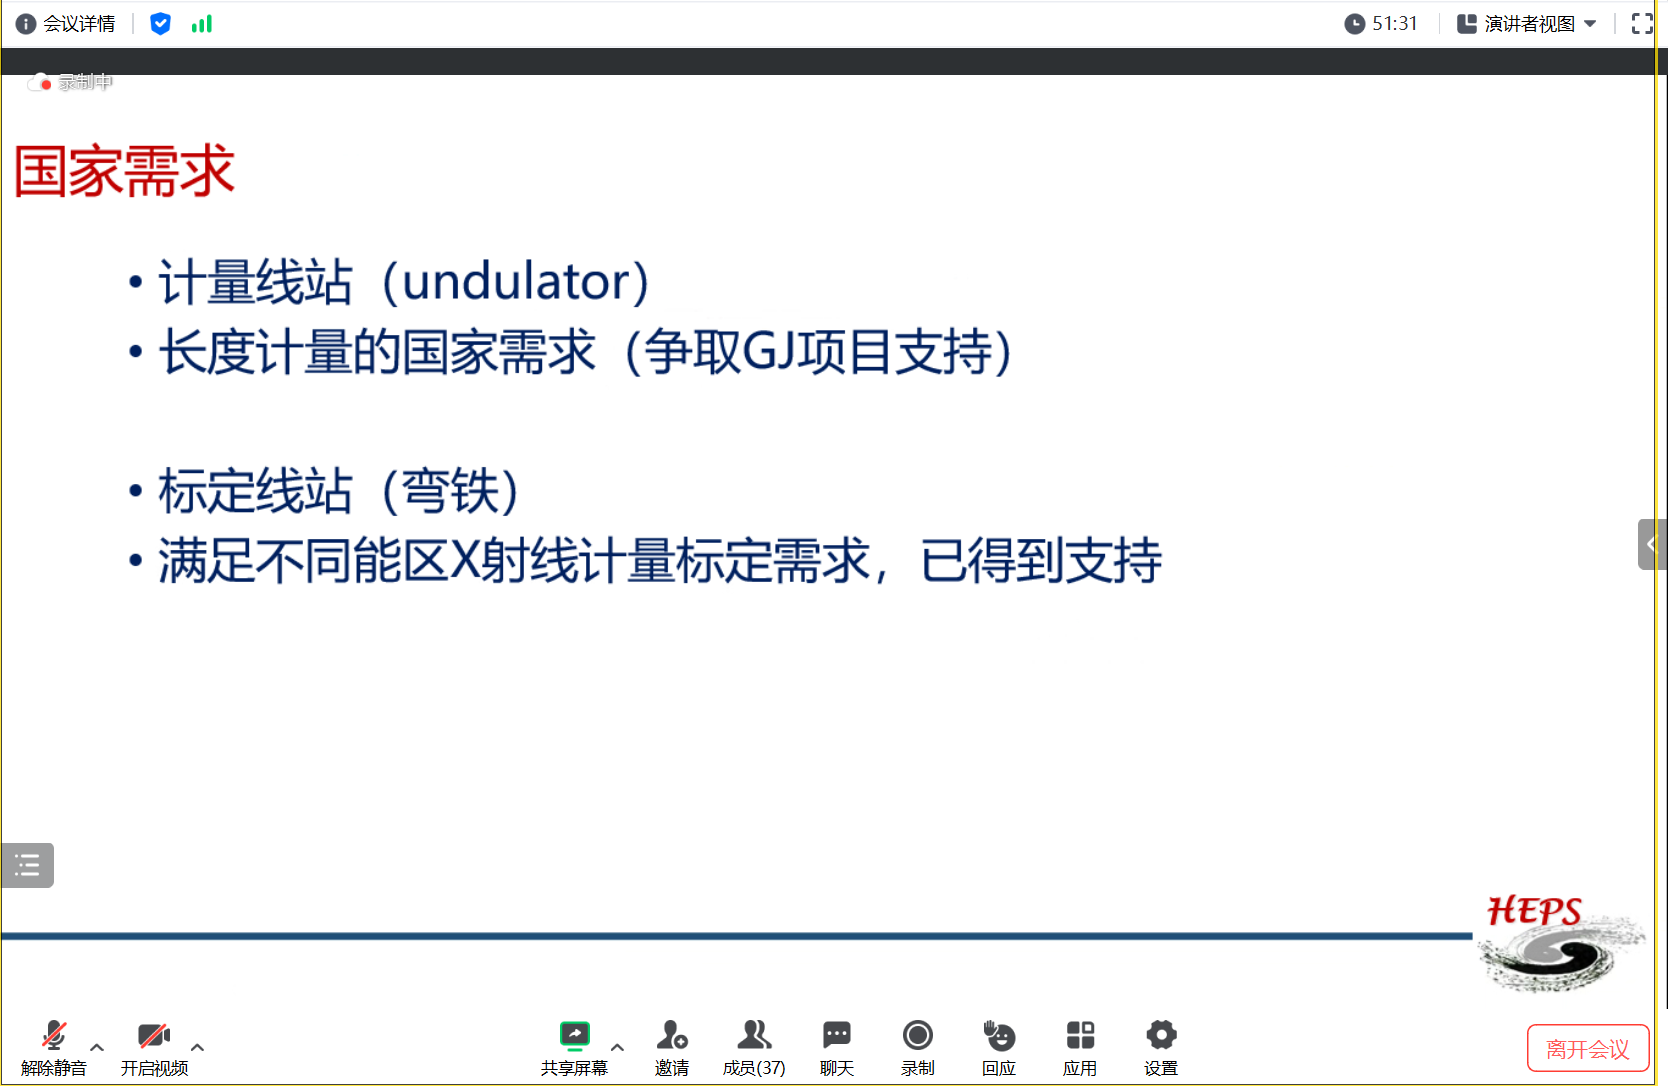 会议详情
51:31
演讲者视图
录制中
国家需求
• 计量线站（undulator）
• 长度计量的国家需求（争取GJ项目支持）
• 标定线站（弯铁）
• 满足不同能区X射线计量标定需求，已得到支持
HEPS
解除静音
开启视频
共享屏幕
邀请
成员(37)
聊天
录制
回应
应用
设置
离开会议